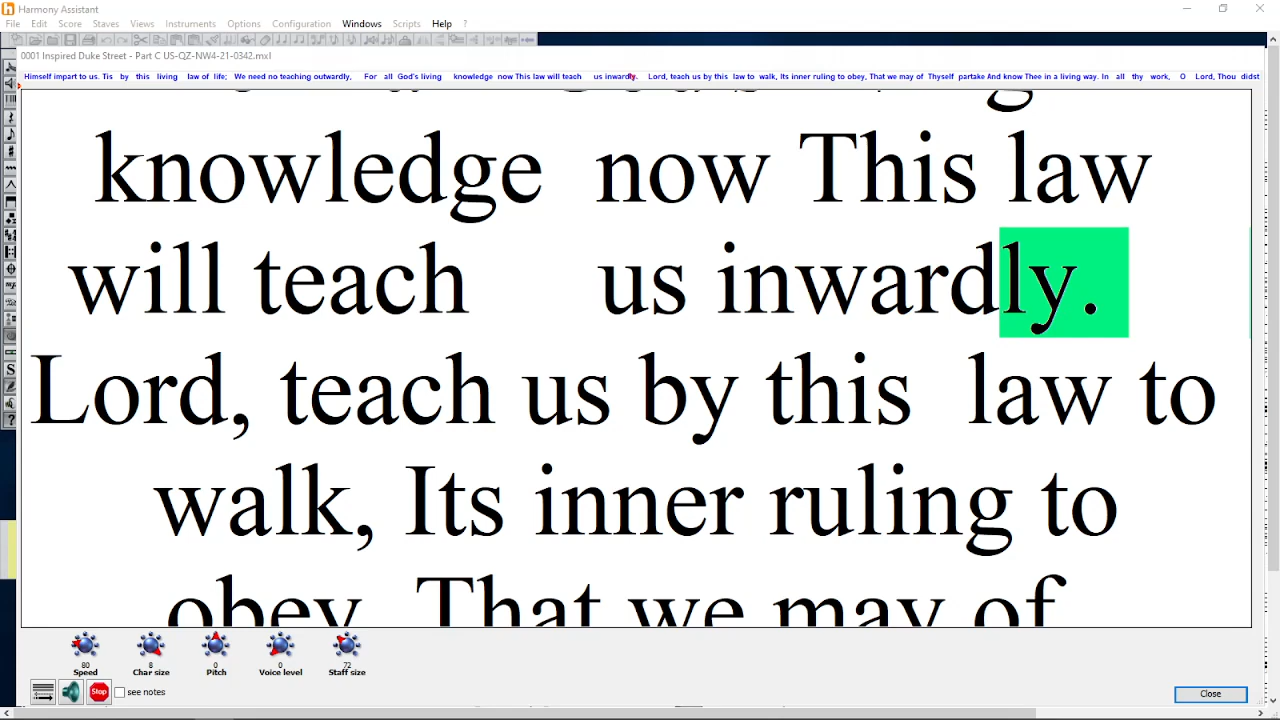 Harmony Assistant
File Edit Score Staves Views Instruments Options Configuration Windows Scripts Help ?
0001 Inspired Duke Street - Part C US-QZ-NW4-21-0342.mxl
Himself impart to us. Tis by this living law of life; We need no teaching outwardly, For all God's living knowledge now This law will teach us inwardly. Lord, teach us by this law to walk, Its inner ruling to obey, That we may of Thyself partake And know Thee in a living way. In all thy work, O Lord, Thou didst
knowledge now This law
will teach us inwardly.
Lord, teach us by this law to
walk, Its inner ruling to
obey, That we may of
80 8 0 0 72
Speed Char size Pitch Voice level Staff size
Stop see notes
Close